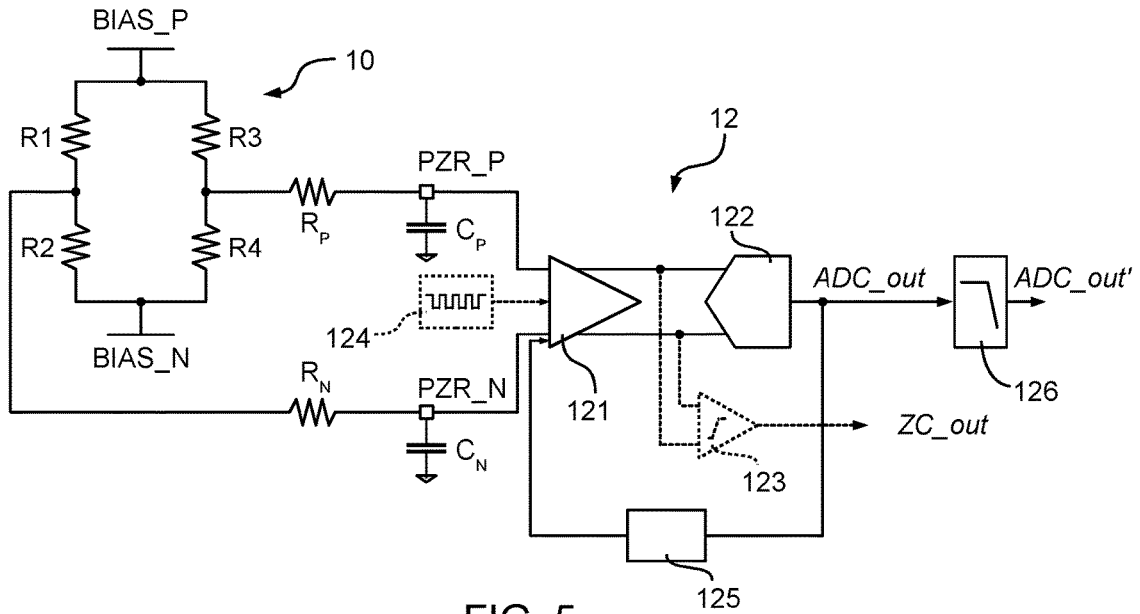 BIAS_P
10
R1
R3
12
PZR_P
R_P
C_P
R2
R4
122
ADC_out
ADC_out'
124
BIAS_N
121
126
R_N
PZR_N
ZC_out
C_N
123
125
FIG. 5